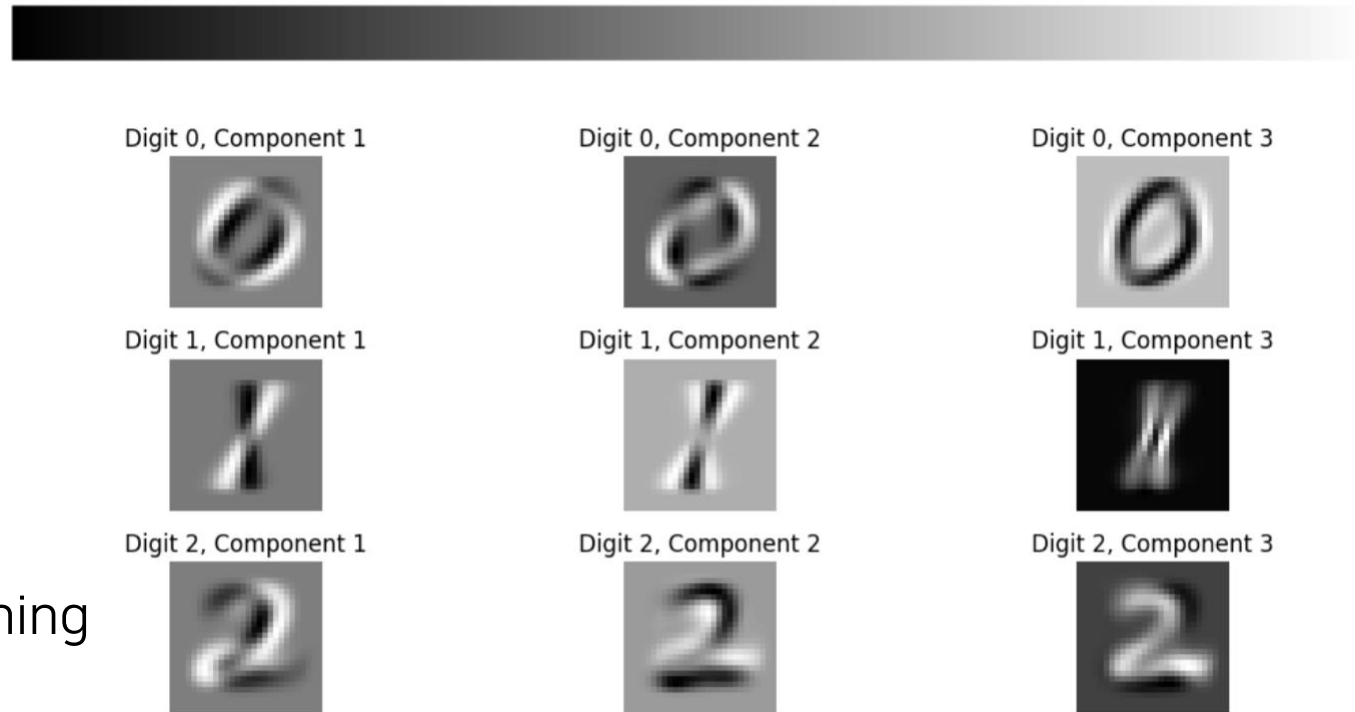 Digit 0, Component 1
Digit 0, Component 2
Digit 0, Component 3
Digit 1, Component 1
Digit 1, Component 2
Digit 1, Component 3
Digit 2, Component 1
Digit 2, Component 2
Digit 2, Component 3